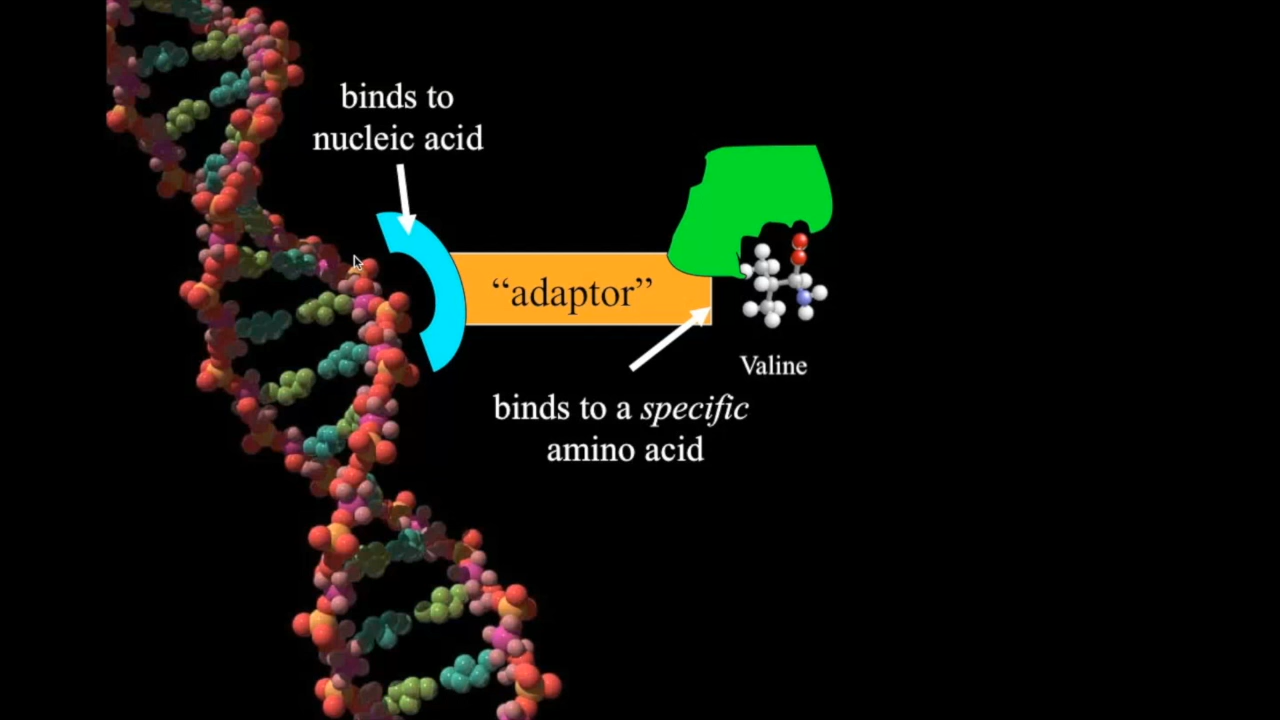 binds to
nucleic acid
“adaptor”
Valine
binds to a specific
amino acid